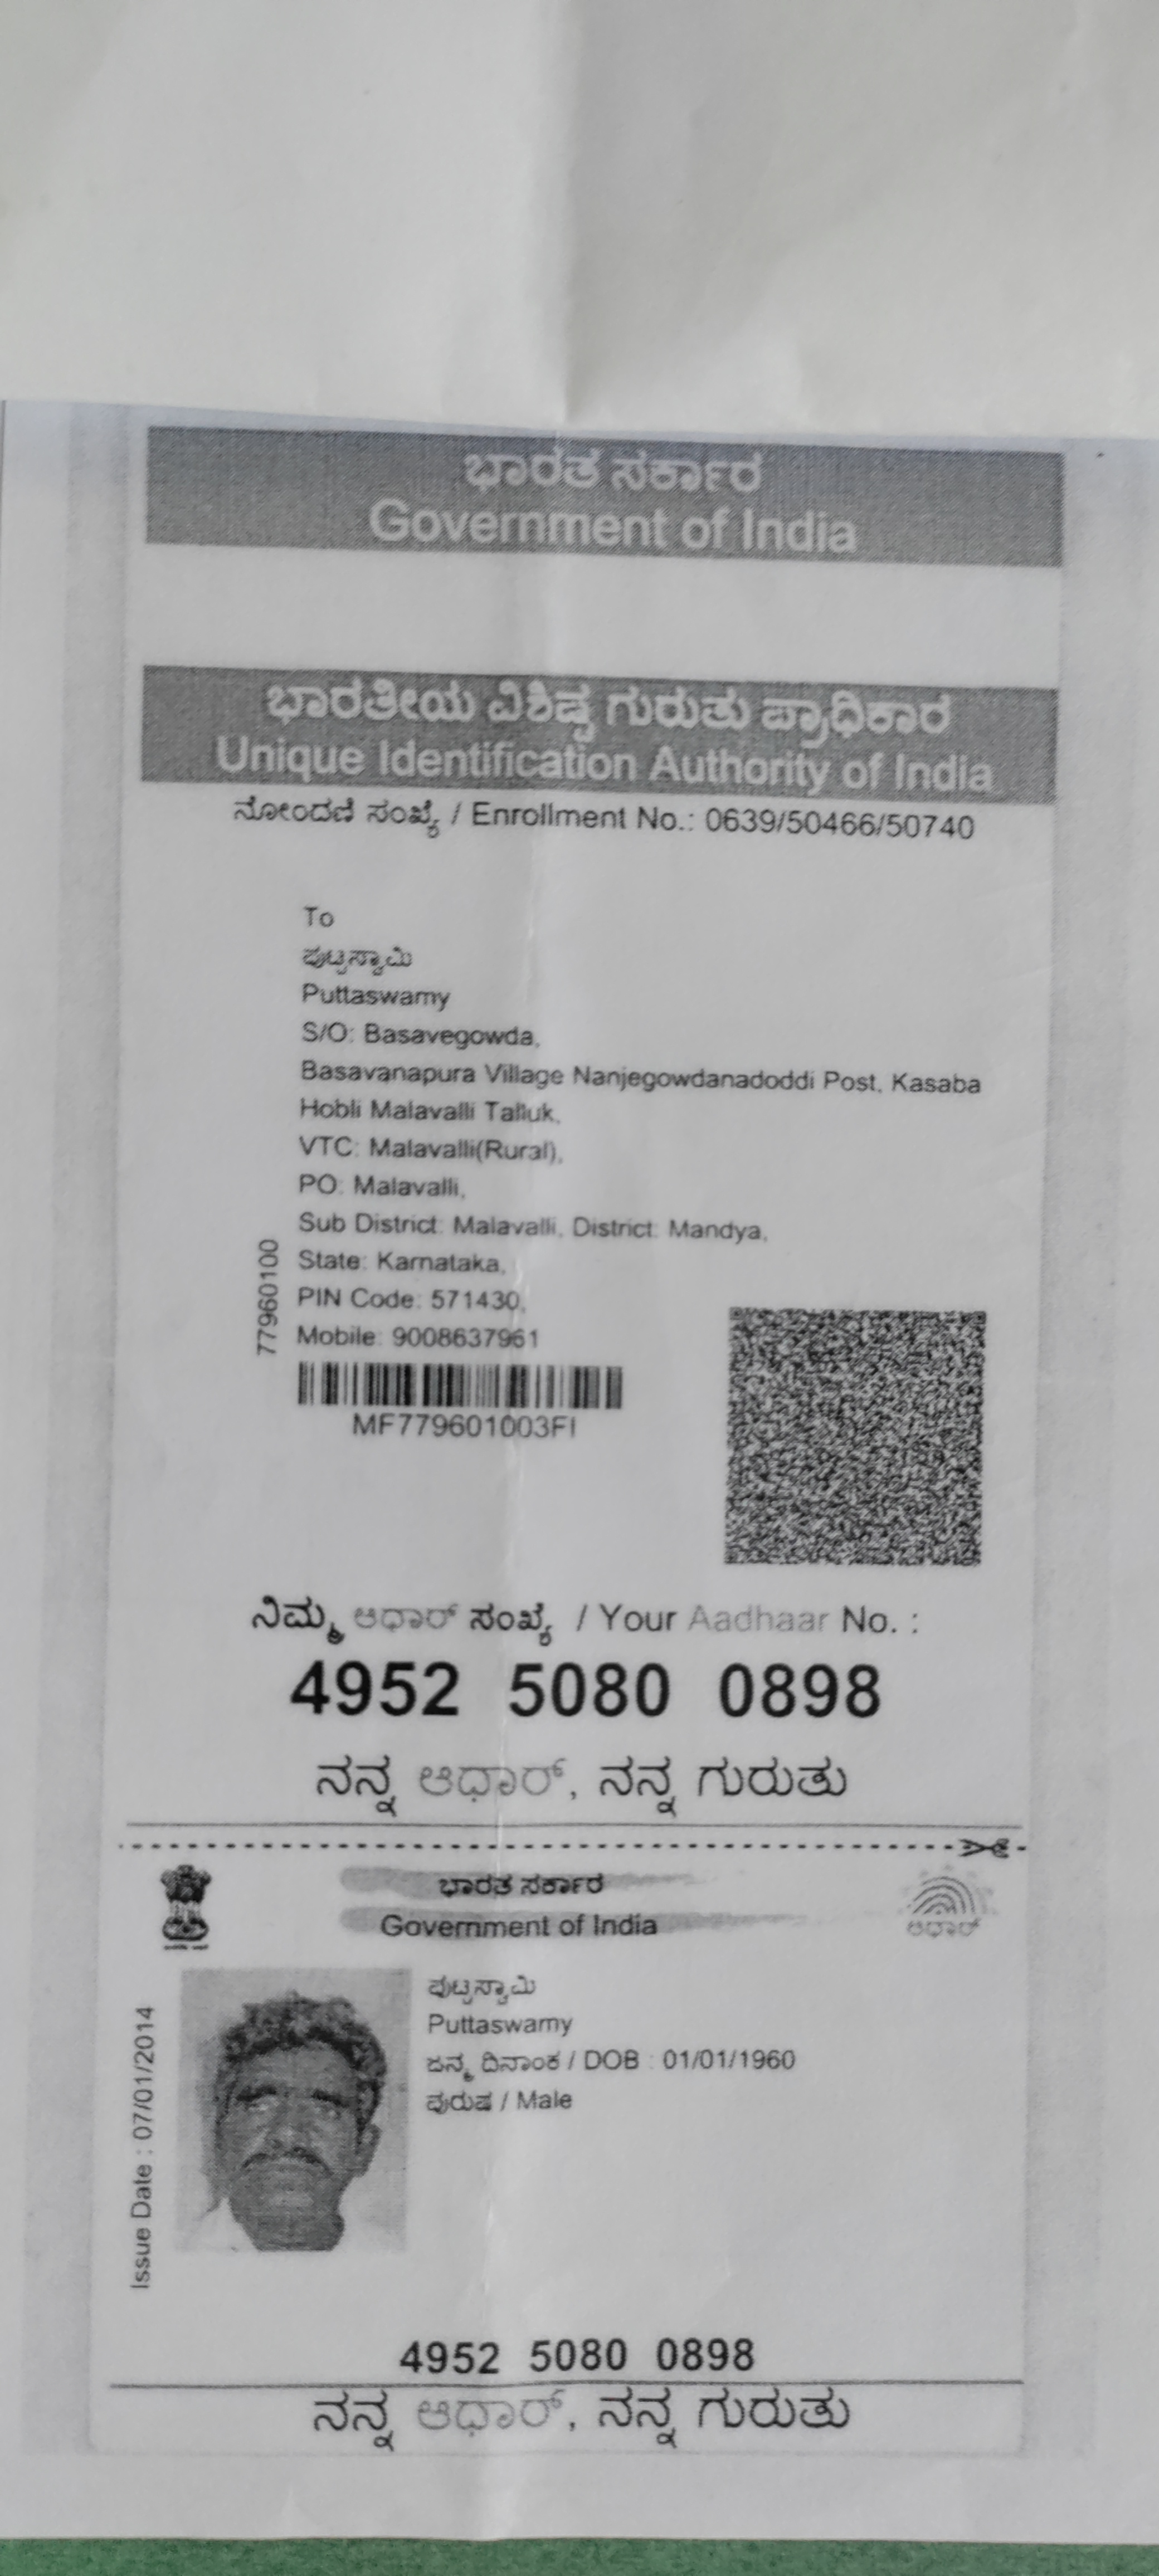 ಭಾರತ ಸರ್ಕಾರ
Government of India
ಭಾರತೀಯ ವಿಶಿಷ್ಟ ಗುರುತು ಪ್ರಾಧಿಕಾರ
Unique Identification Authority of India
ನೋಂದಣಿ ಸಂಖ್ಯೆ / Enrollment No.: 0639/50466/50740
To
ಪುಟ್ಟಸ್ವಾಮಿ
Puttaswamy
S/O: Basavegowda,
Basavanapura Village Nanjegowdanadoddi Post, Kasaba
Hobli Malavalli Talluk,
VTC: Malavalli(Rural),
PO: Malavalli,
Sub District: Malavalli, District: Mandya,
State: Karnataka,
PIN Code: 571430,
Mobile: 9008637961
77960100
MF779601003FI
ನಿಮ್ಮ ಆಧಾರ್ ಸಂಖ್ಯೆ / Your Aadhaar No. :
4952 5080 0898
ನನ್ನ ಆಧಾರ್, ನನ್ನ ಗುರುತು
ಭಾರತ ಸರ್ಕಾರ
Government of India
ಆಧಾರ್
ಪುಟ್ಟಸ್ವಾಮಿ
Puttaswamy
ಜನ್ಮ ದಿನಾಂಕ / DOB : 01/01/1960
ಪುರುಷ / Male
Issue Date : 07/01/2014
4952 5080 0898
ನನ್ನ ಆಧಾರ್, ನನ್ನ ಗುರುತು